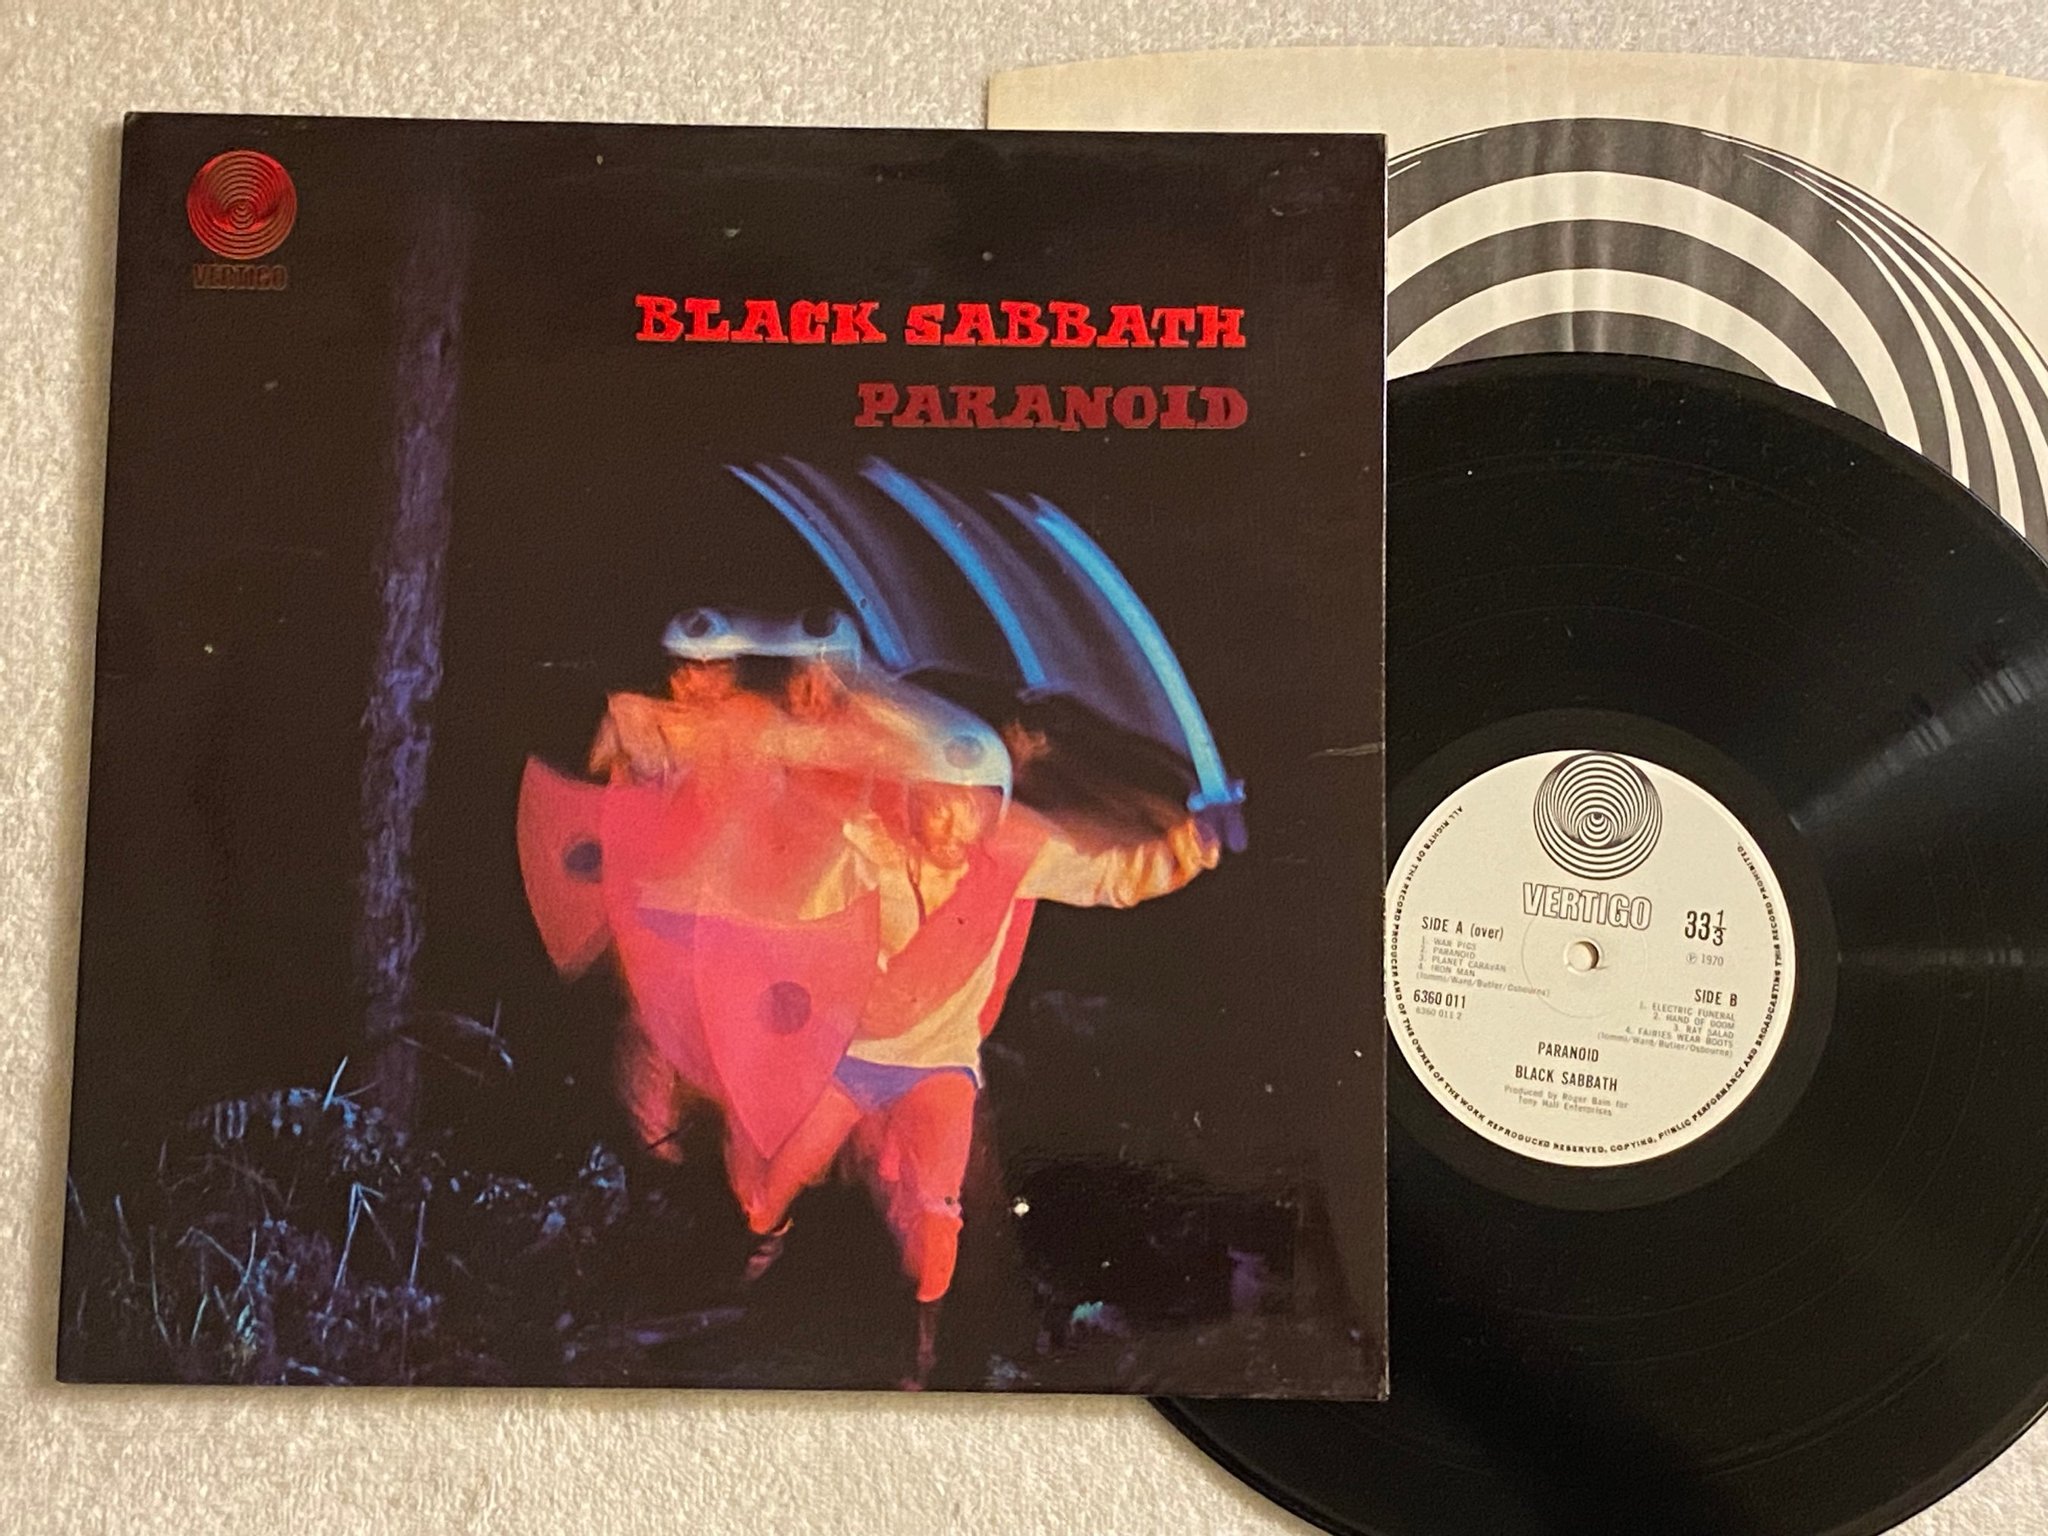 VERTIGO
BLACK SABBATH
PARANOID
VERTIGO
SIDE A (over)
1. WAR PIGS
2. PARANOID
3. PLANET CARAVAN
4. IRON MAN
(Iommi/Ward/Butler/Osbourne)
6360 011
6360 011 2
33 1/3
℗ 1970
SIDE B
1. ELECTRIC FUNERAL
2. HAND OF DOOM
3. RAT SALAD
4. FAIRIES WEAR BOOTS
(Iommi/Ward/Butler/Osbourne)
PARANOID
BLACK SABBATH
Produced by Roger Bain for
Tony Hall Enterprises
ALL RIGHTS OF THE RECORD PRODUCER AND OF THE OWNER OF THE WORK REPRODUCED RESERVED. COPYING, PUBLIC PERFORMANCE AND BROADCASTING THIS RECORD PROHIBITED.